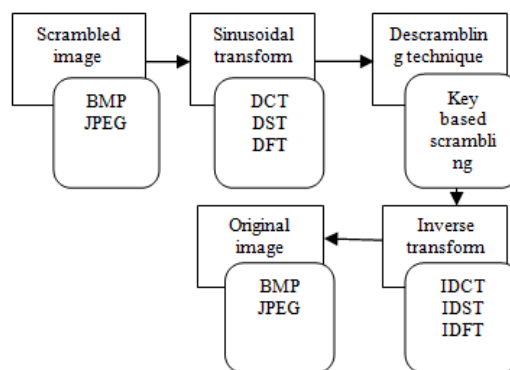 Scrambled
image
BMP
JPEG
Sinusoidal
transform
DCT
DST
DFT
Descramblin
g technique
Key
based
scrambli
ng
Inverse
transform
IDCT
IDST
IDFT
Original
image
BMP
JPEG